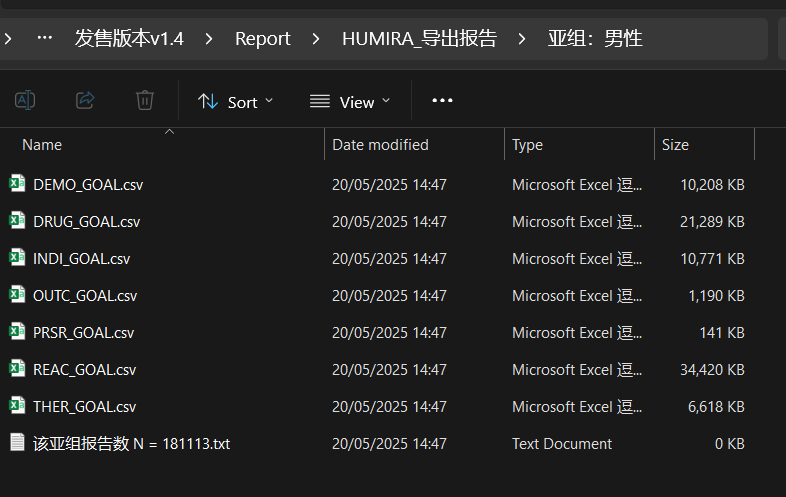 … 发售版本v1.4 > Report > HUMIRA_导出报告 > 亚组：男性
Sort View …
Name Date modified Type Size
DEMO_GOAL.csv 20/05/2025 14:47 Microsoft Excel 逗... 10,208 KB
DRUG_GOAL.csv 20/05/2025 14:47 Microsoft Excel 逗... 21,289 KB
INDI_GOAL.csv 20/05/2025 14:47 Microsoft Excel 逗... 10,771 KB
OUTC_GOAL.csv 20/05/2025 14:47 Microsoft Excel 逗... 1,190 KB
PRSR_GOAL.csv 20/05/2025 14:47 Microsoft Excel 逗... 141 KB
REAC_GOAL.csv 20/05/2025 14:47 Microsoft Excel 逗... 34,420 KB
THER_GOAL.csv 20/05/2025 14:47 Microsoft Excel 逗... 6,618 KB
该亚组报告数 N = 181113.txt 20/05/2025 14:47 Text Document 0 KB